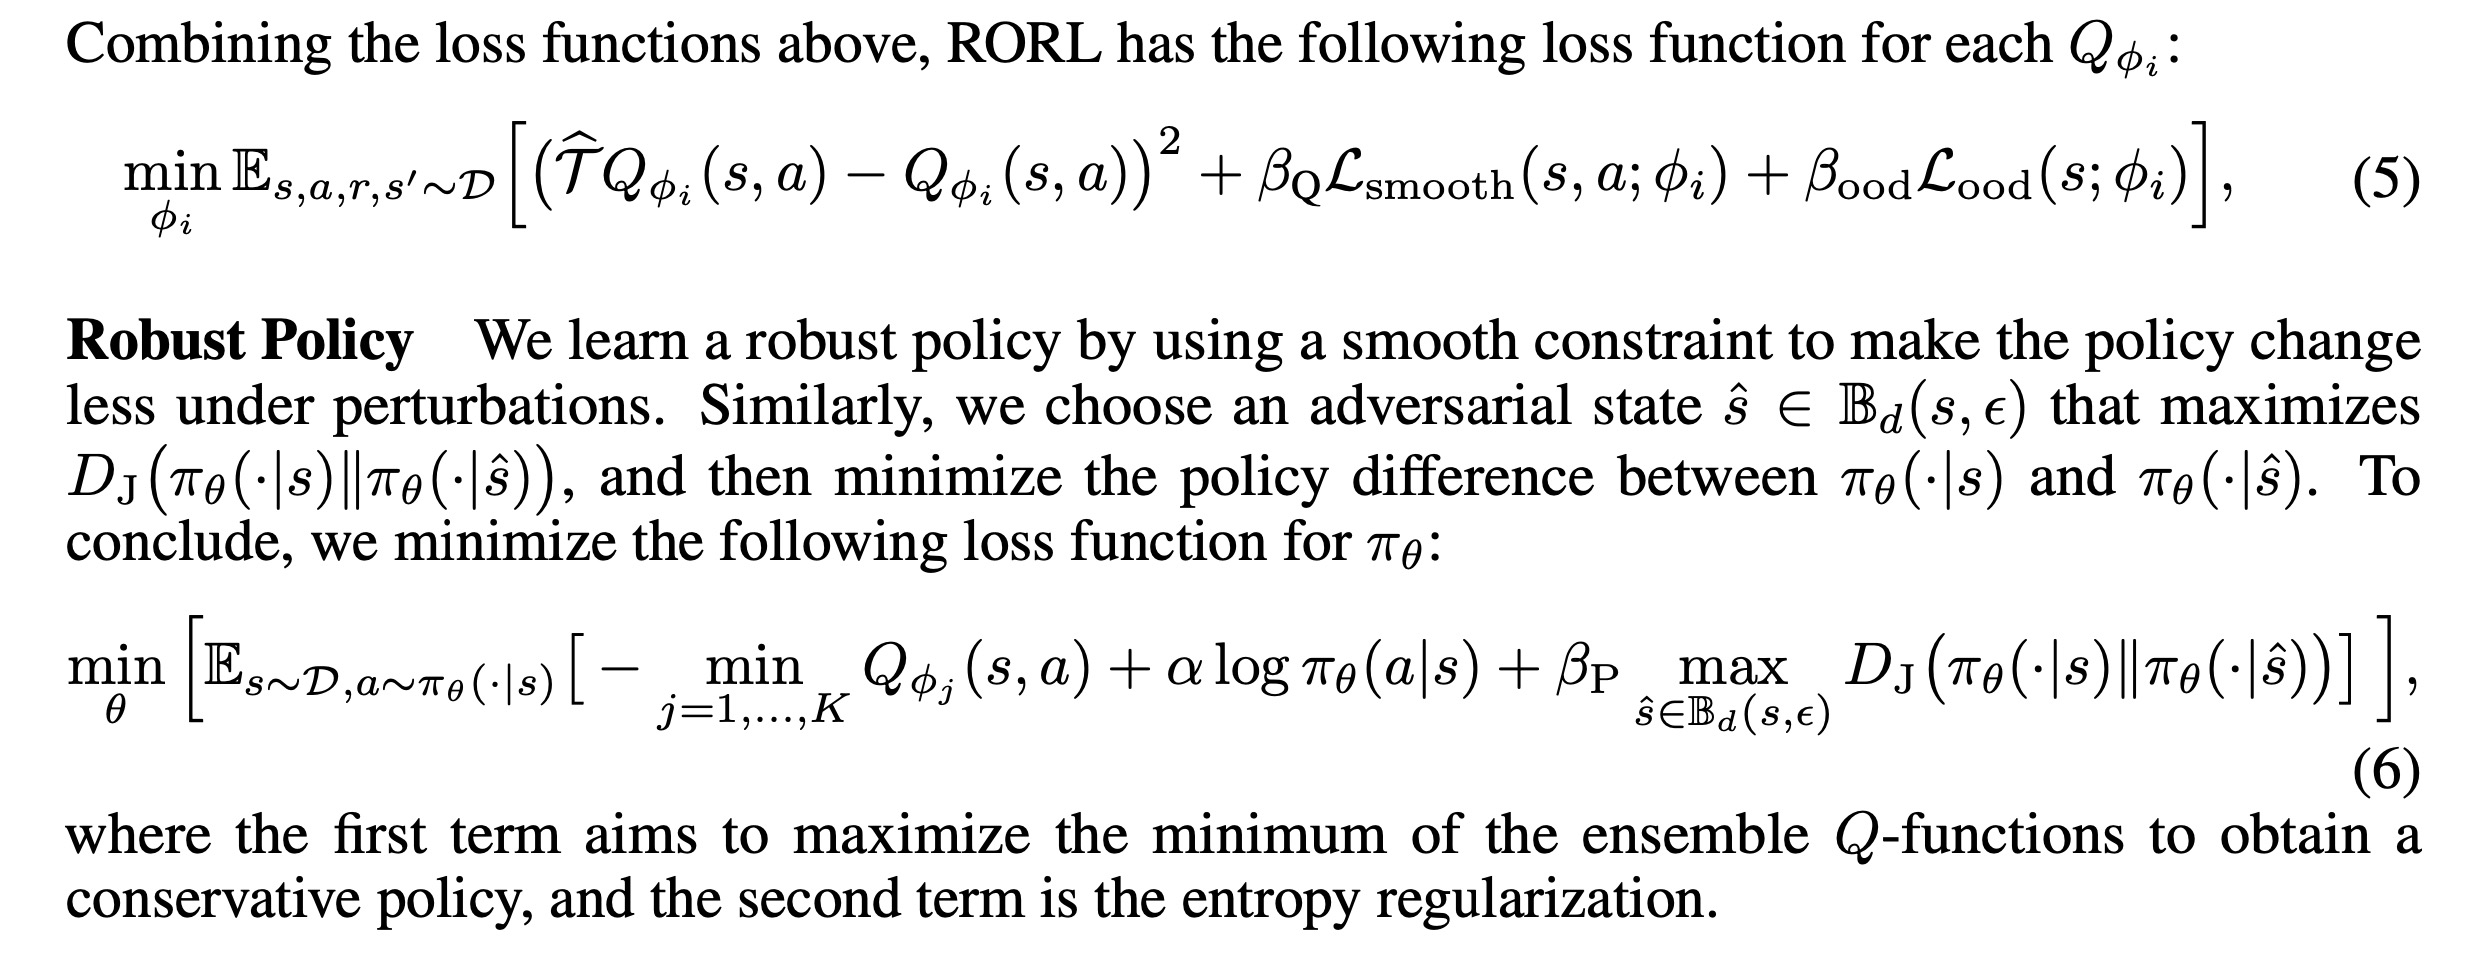 Combining the loss functions above, RORL has the following loss function for each $Q_{\phi_i}$:
$$\min_{\phi_i} \mathbb{E}_{s,a,r,s'\sim\mathcal{D}}\Big[\big(\widehat{\mathcal{T}}Q_{\phi_i}(s,a) - Q_{\phi_i}(s,a)\big)^2 + \beta_{\mathrm{Q}}\mathcal{L}_{\mathrm{smooth}}(s,a;\phi_i) + \beta_{\mathrm{ood}}\mathcal{L}_{\mathrm{ood}}(s;\phi_i)\Big], \quad (5)$$
**Robust Policy** We learn a robust policy by using a smooth constraint to make the policy change
less under perturbations. Similarly, we choose an adversarial state $\hat{s} \in \mathbb{B}_d(s,\epsilon)$ that maximizes
$D_{\mathrm{J}}\big(\pi_\theta(\cdot|s)\|\pi_\theta(\cdot|\hat{s})\big)$, and then minimize the policy difference between $\pi_\theta(\cdot|s)$ and $\pi_\theta(\cdot|\hat{s})$. To
conclude, we minimize the following loss function for $\pi_\theta$:
$$\min_{\theta} \Big[\mathbb{E}_{s\sim\mathcal{D},a\sim\pi_\theta(\cdot|s)}\big[-\min_{j=1,\ldots,K} Q_{\phi_j}(s,a) + \alpha\log\pi_\theta(a|s) + \beta_{\mathrm{P}}\max_{\hat{s}\in\mathbb{B}_d(s,\epsilon)} D_{\mathrm{J}}\big(\pi_\theta(\cdot|s)\|\pi_\theta(\cdot|\hat{s})\big)\big]\Big],$$
(6)
where the first term aims to maximize the minimum of the ensemble $Q$-functions to obtain a
conservative policy, and the second term is the entropy regularization.